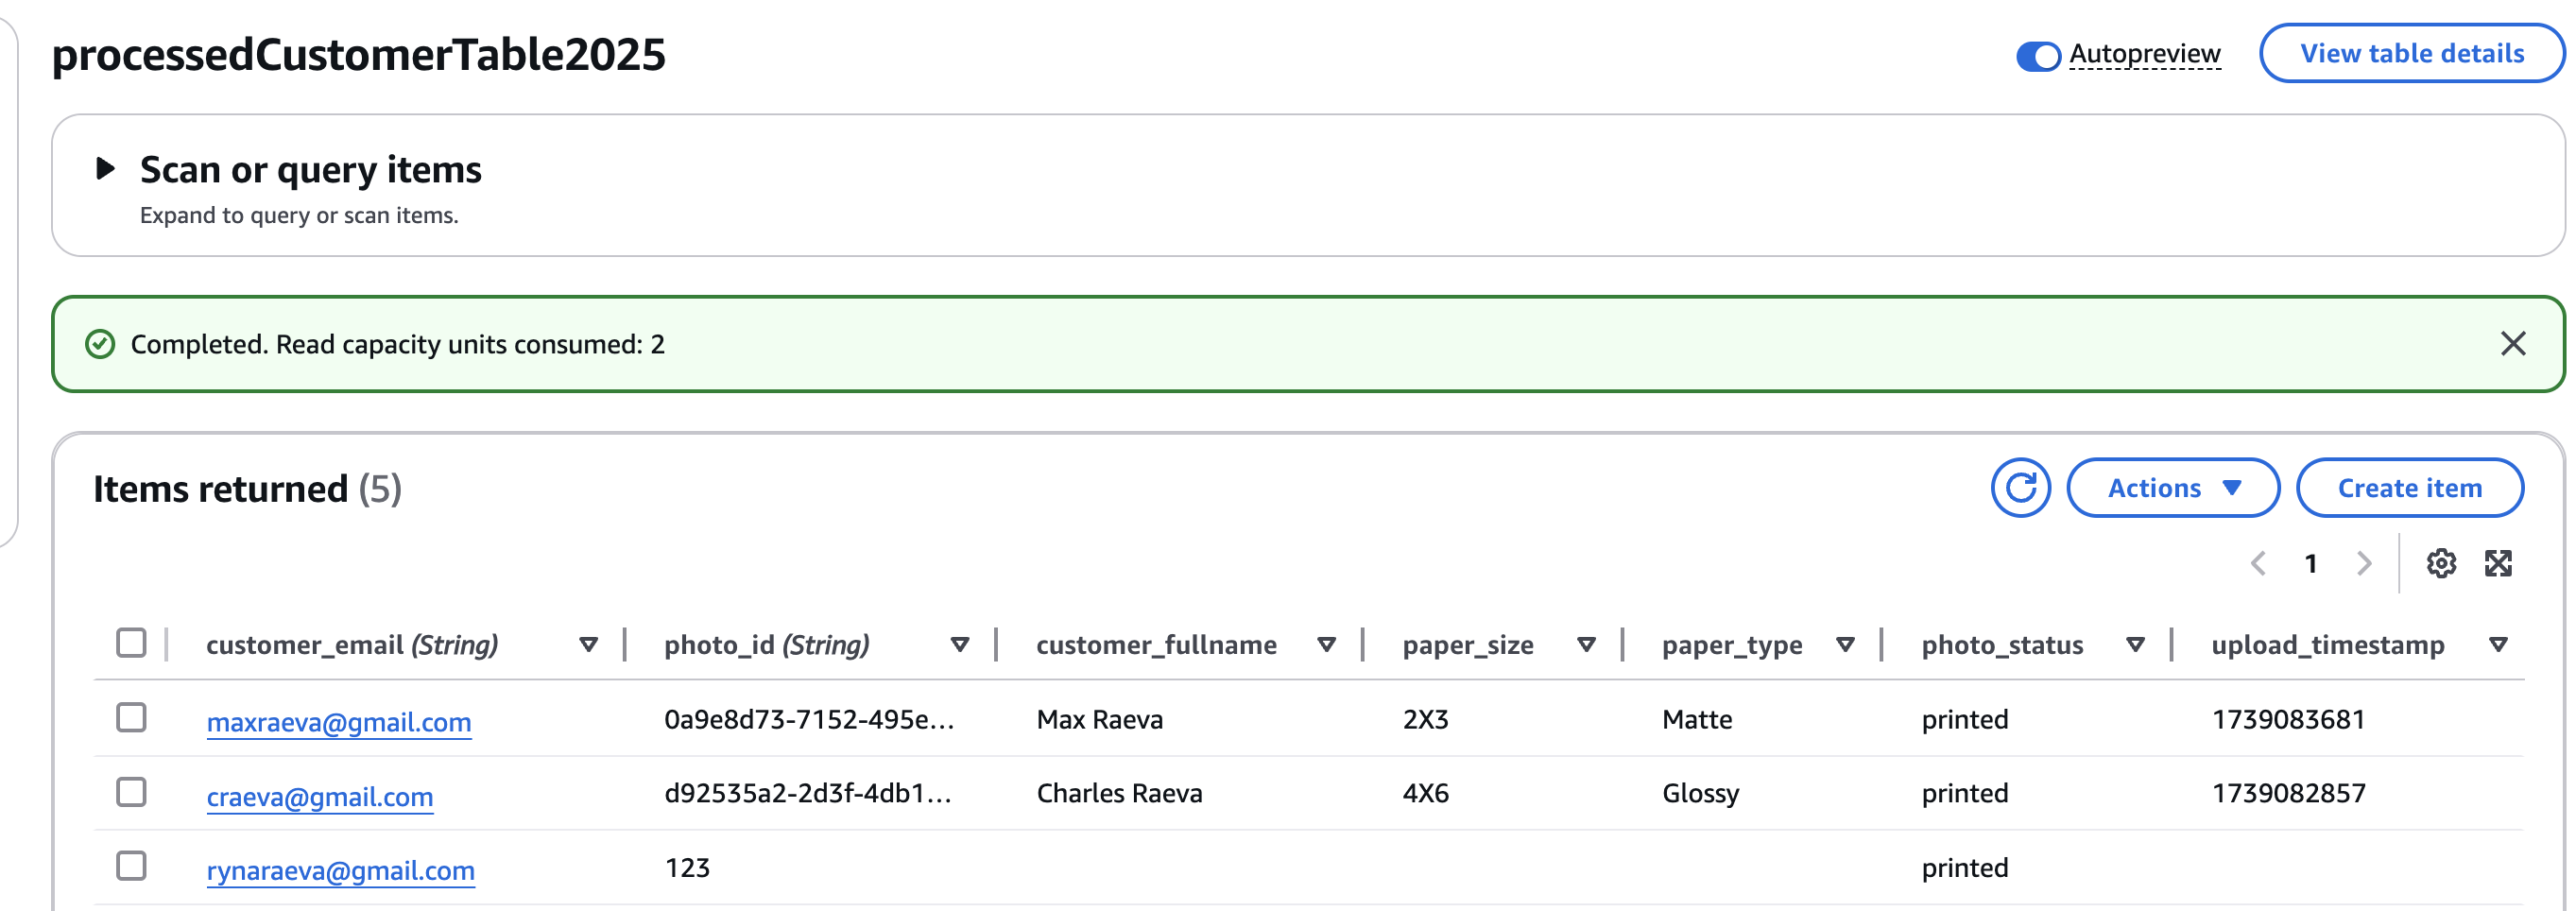 processedCustomerTable2025
Autopreview
View table details
Scan or query items
Expand to query or scan items.
Completed. Read capacity units consumed: 2
Items returned (5)
Actions
Create item
1
customer_email (String) photo_id (String) customer_fullname paper_size paper_type photo_status upload_timestamp
maxraeva@gmail.com 0a9e8d73-7152-495e... Max Raeva 2X3 Matte printed 1739083681
craeva@gmail.com d92535a2-2d3f-4db1... Charles Raeva 4X6 Glossy printed 1739082857
rynaraeva@gmail.com 123 printed